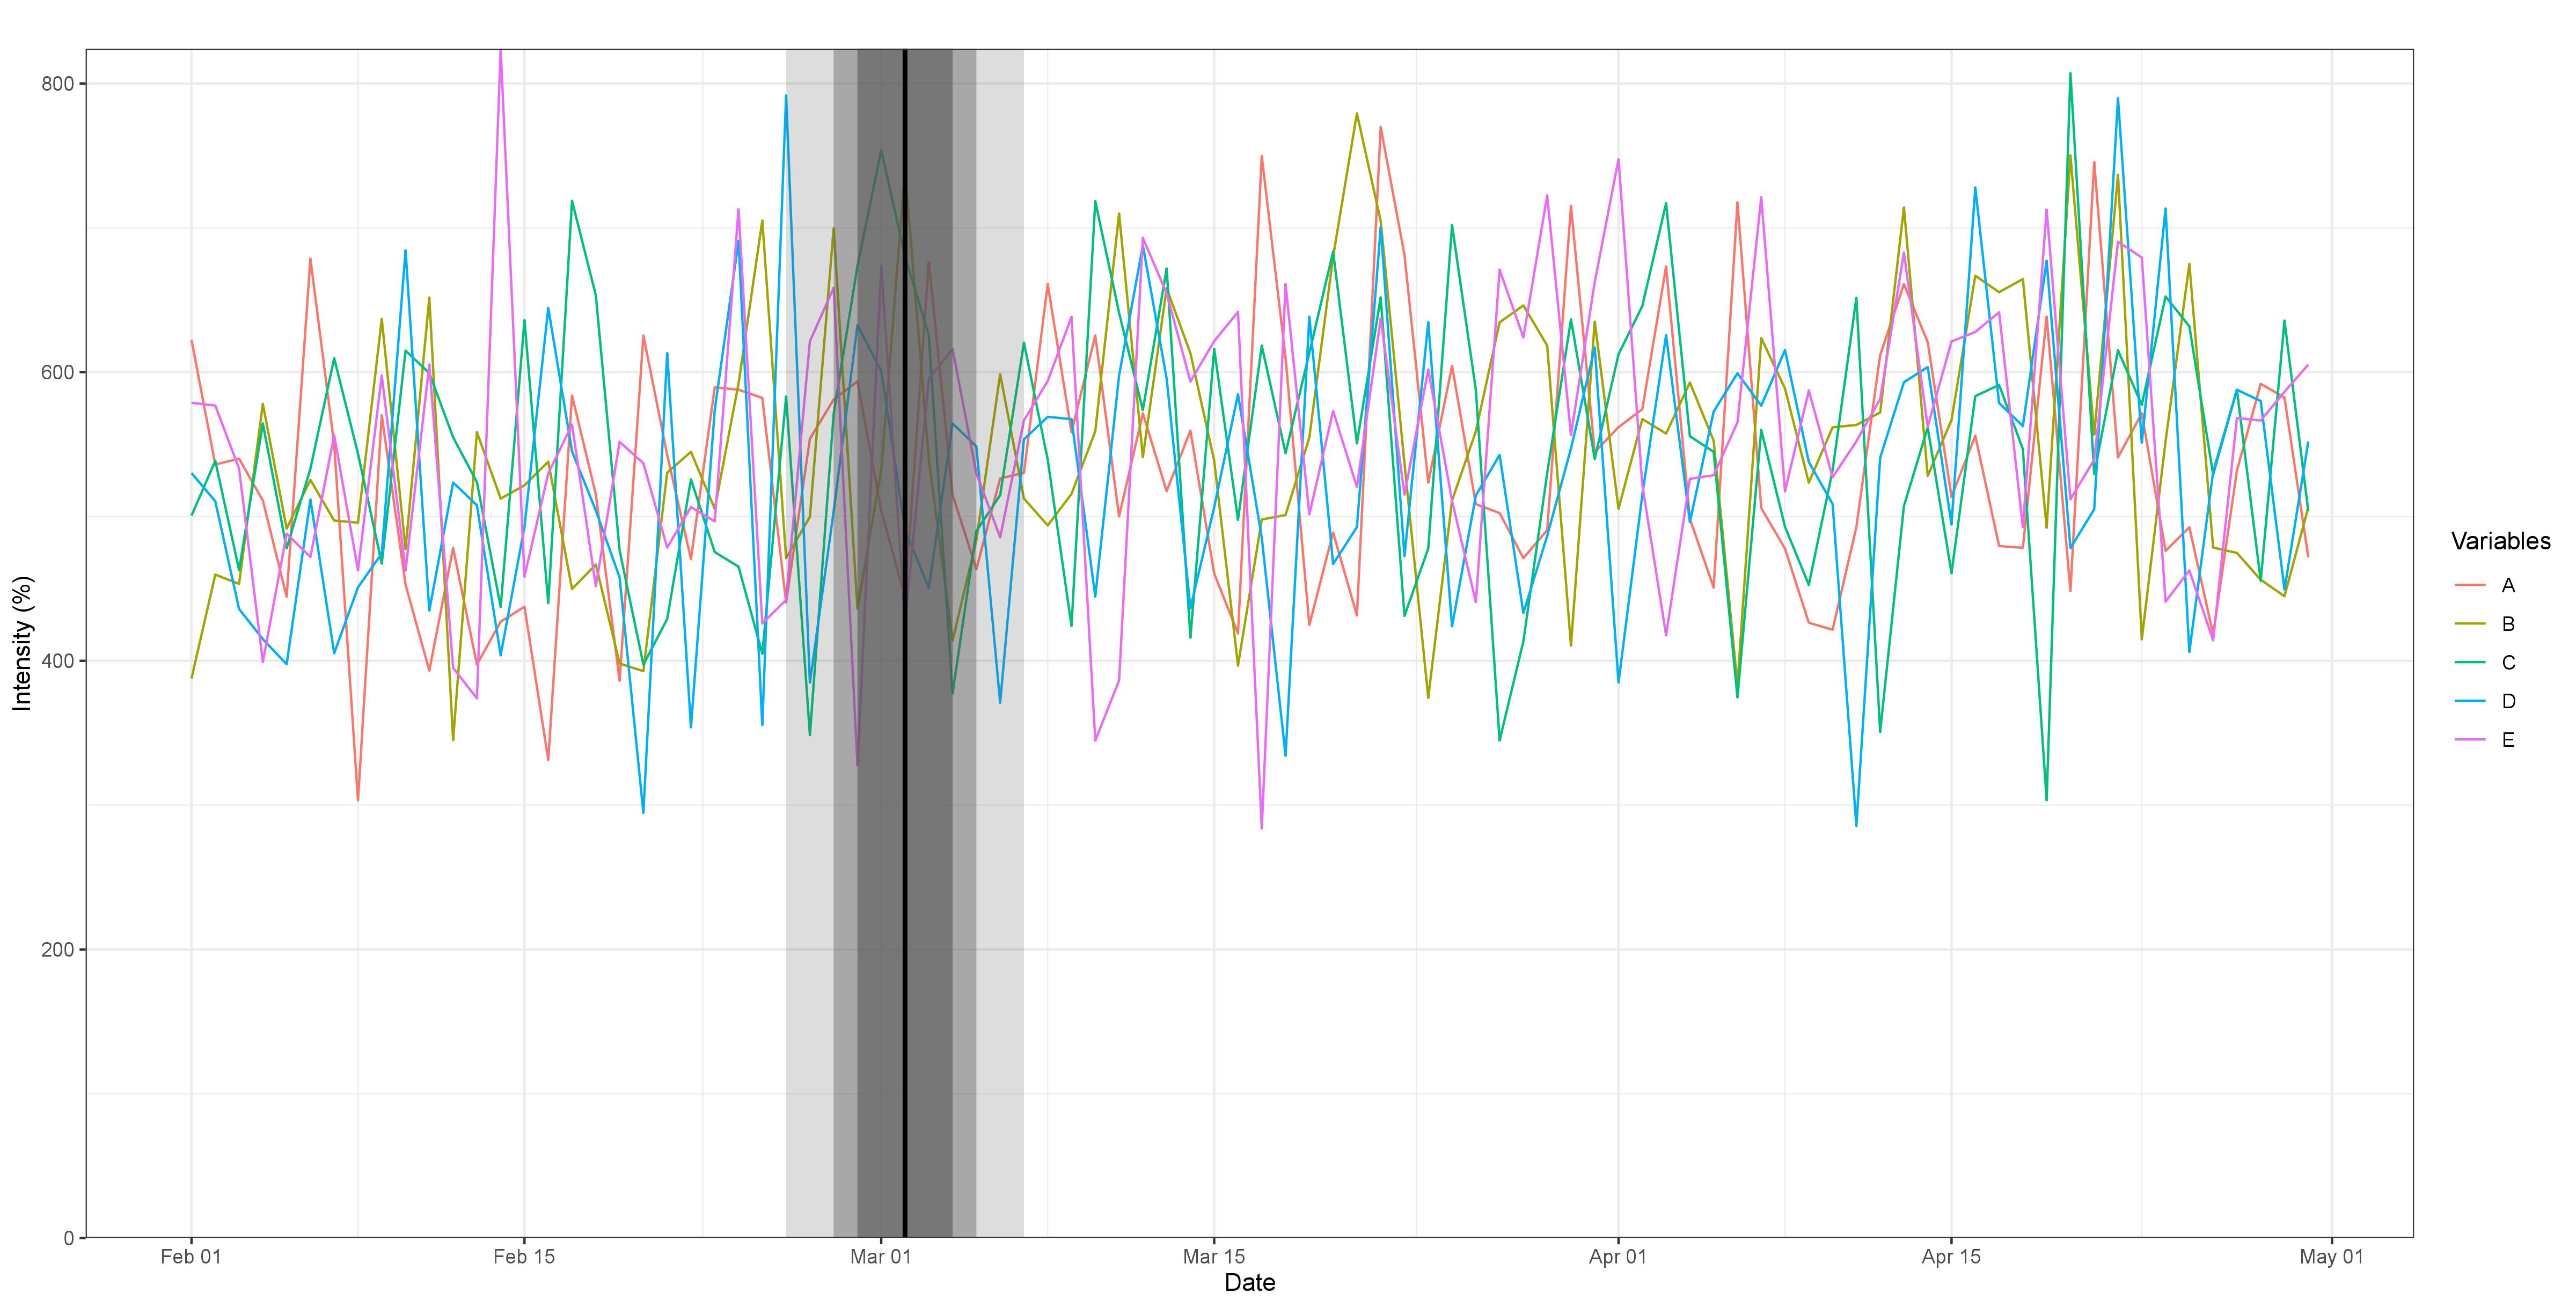 800
600
400
200
0
Intensity (%)
Feb 01
Feb 15
Mar 01
Mar 15
Apr 01
Apr 15
May 01
Date
Variables
A
B
C
D
E